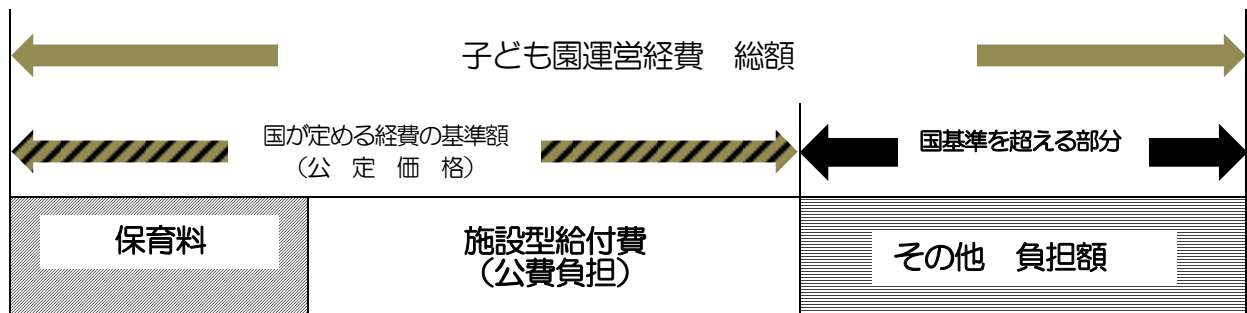 子ども園運営経費　総額
国が定める経費の基準額
（公　定　価　格）
国基準を超える部分
保育料
施設型給付費
（公費負担）
その他　負担額